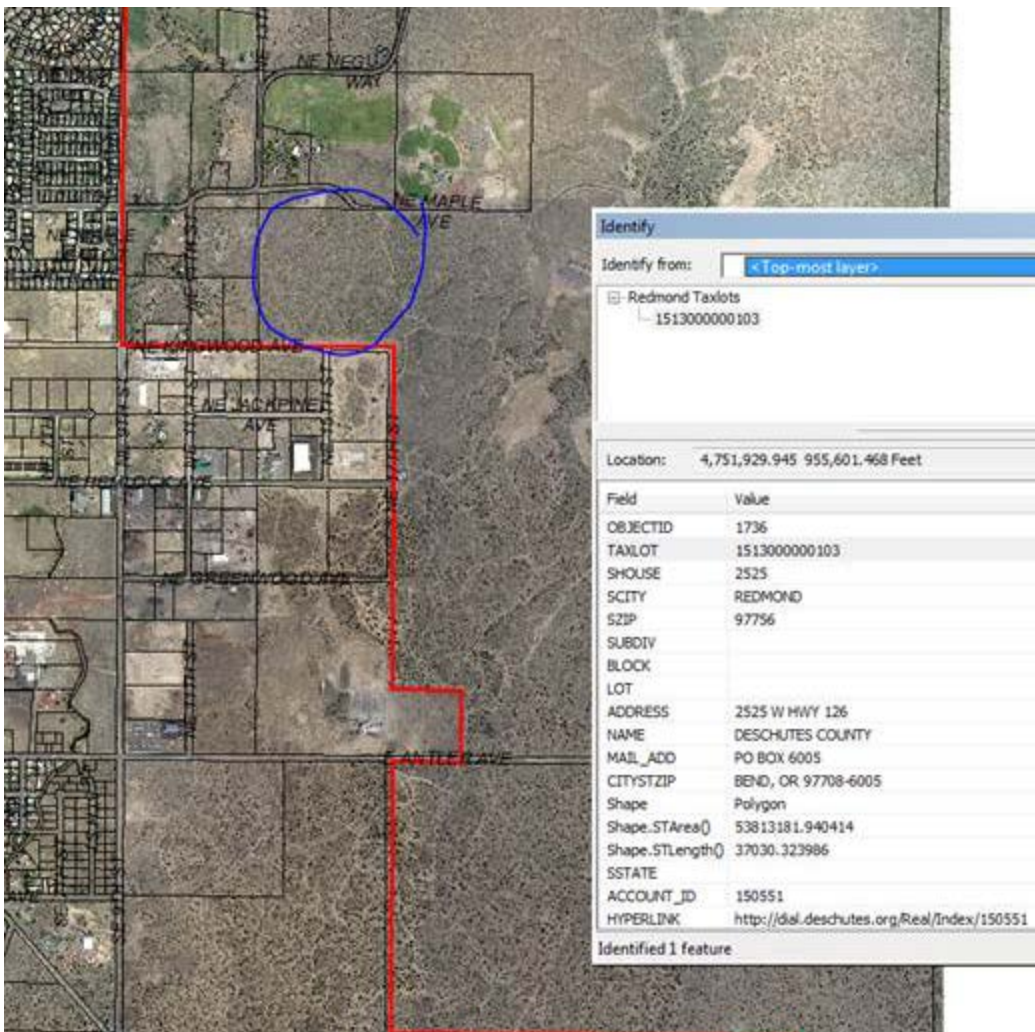 NE NEGUS
WAY
NE MAPLE
AVE
NE KINGWOOD AVE
NE JACKPINE
AVE
NE HEMLOCK AVE
NE GREENWOOD AVE
E ANTLER AVE
AVE
Identify
Identify from: <Top-most layer>
Redmond Taxlots
1513000000103
Location: 4,751,929.945 955,601.468 Feet
Field Value
OBJECTID 1736
TAXLOT 1513000000103
SHOUSE 2525
SCITY REDMOND
SZIP 97756
SUBDIV
BLOCK
LOT
ADDRESS 2525 W HWY 126
NAME DESCHUTES COUNTY
MAIL_ADD PO BOX 6005
CITYSTZIP BEND, OR 97708-6005
Shape Polygon
Shape.STArea() 53813181.940414
Shape.STLength() 37030.323986
SSTATE
ACCOUNT_ID 150551
HYPERLINK http://dial.deschutes.org/Real/Index/150551
Identified 1 feature